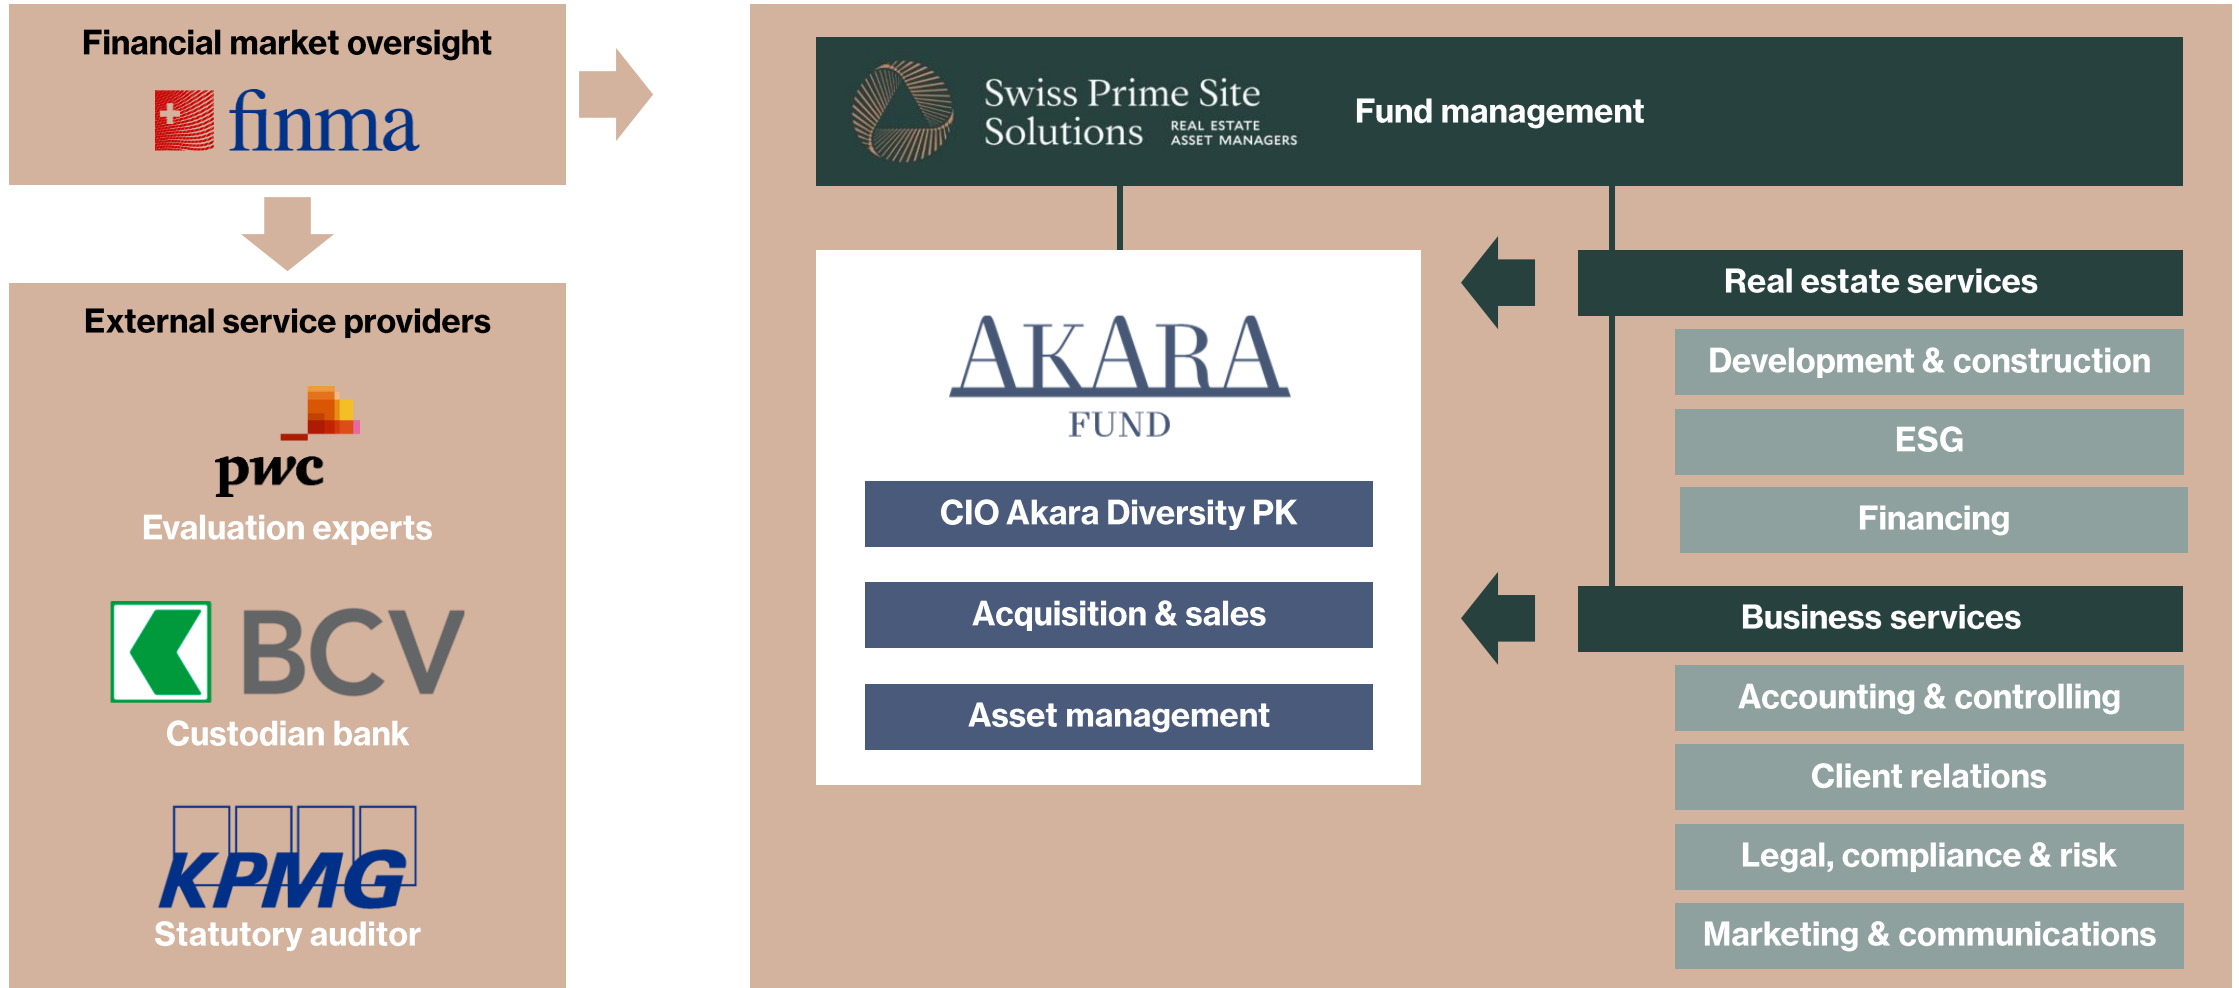 Financial market oversight
finma
External service providers
pwc
Evaluation experts
BCV
Custodian bank
KPMG
Statutory auditor
Swiss Prime Site
Solutions
REAL ESTATE
ASSET MANAGERS
Fund management
AKARA
FUND
CIO Akara Diversity PK
Acquisition & sales
Asset management
Real estate services
Development & construction
ESG
Financing
Business services
Accounting & controlling
Client relations
Legal, compliance & risk
Marketing & communications